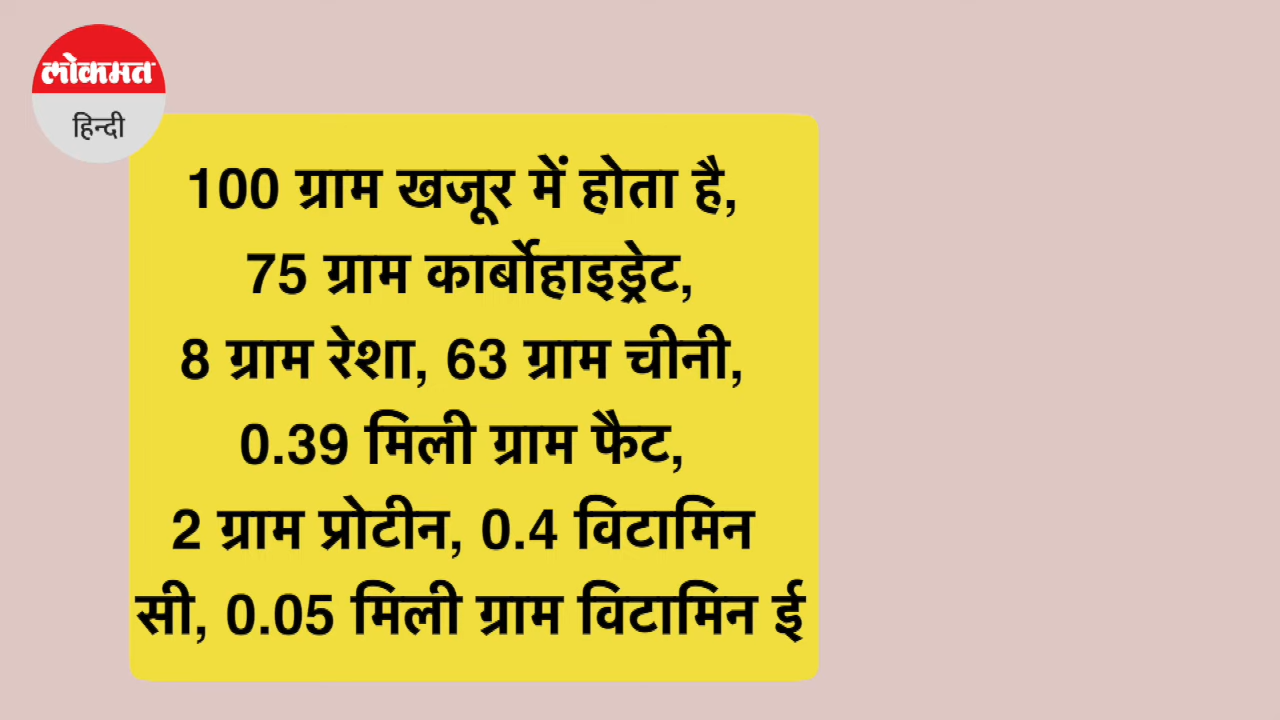 लोकमत
हिन्दी
100 ग्राम खजूर में होता है,
75 ग्राम कार्बोहाइड्रेट,
8 ग्राम रेशा, 63 ग्राम चीनी,
0.39 मिली ग्राम फैट,
2 ग्राम प्रोटीन, 0.4 विटामिन
सी, 0.05 मिली ग्राम विटामिन ई